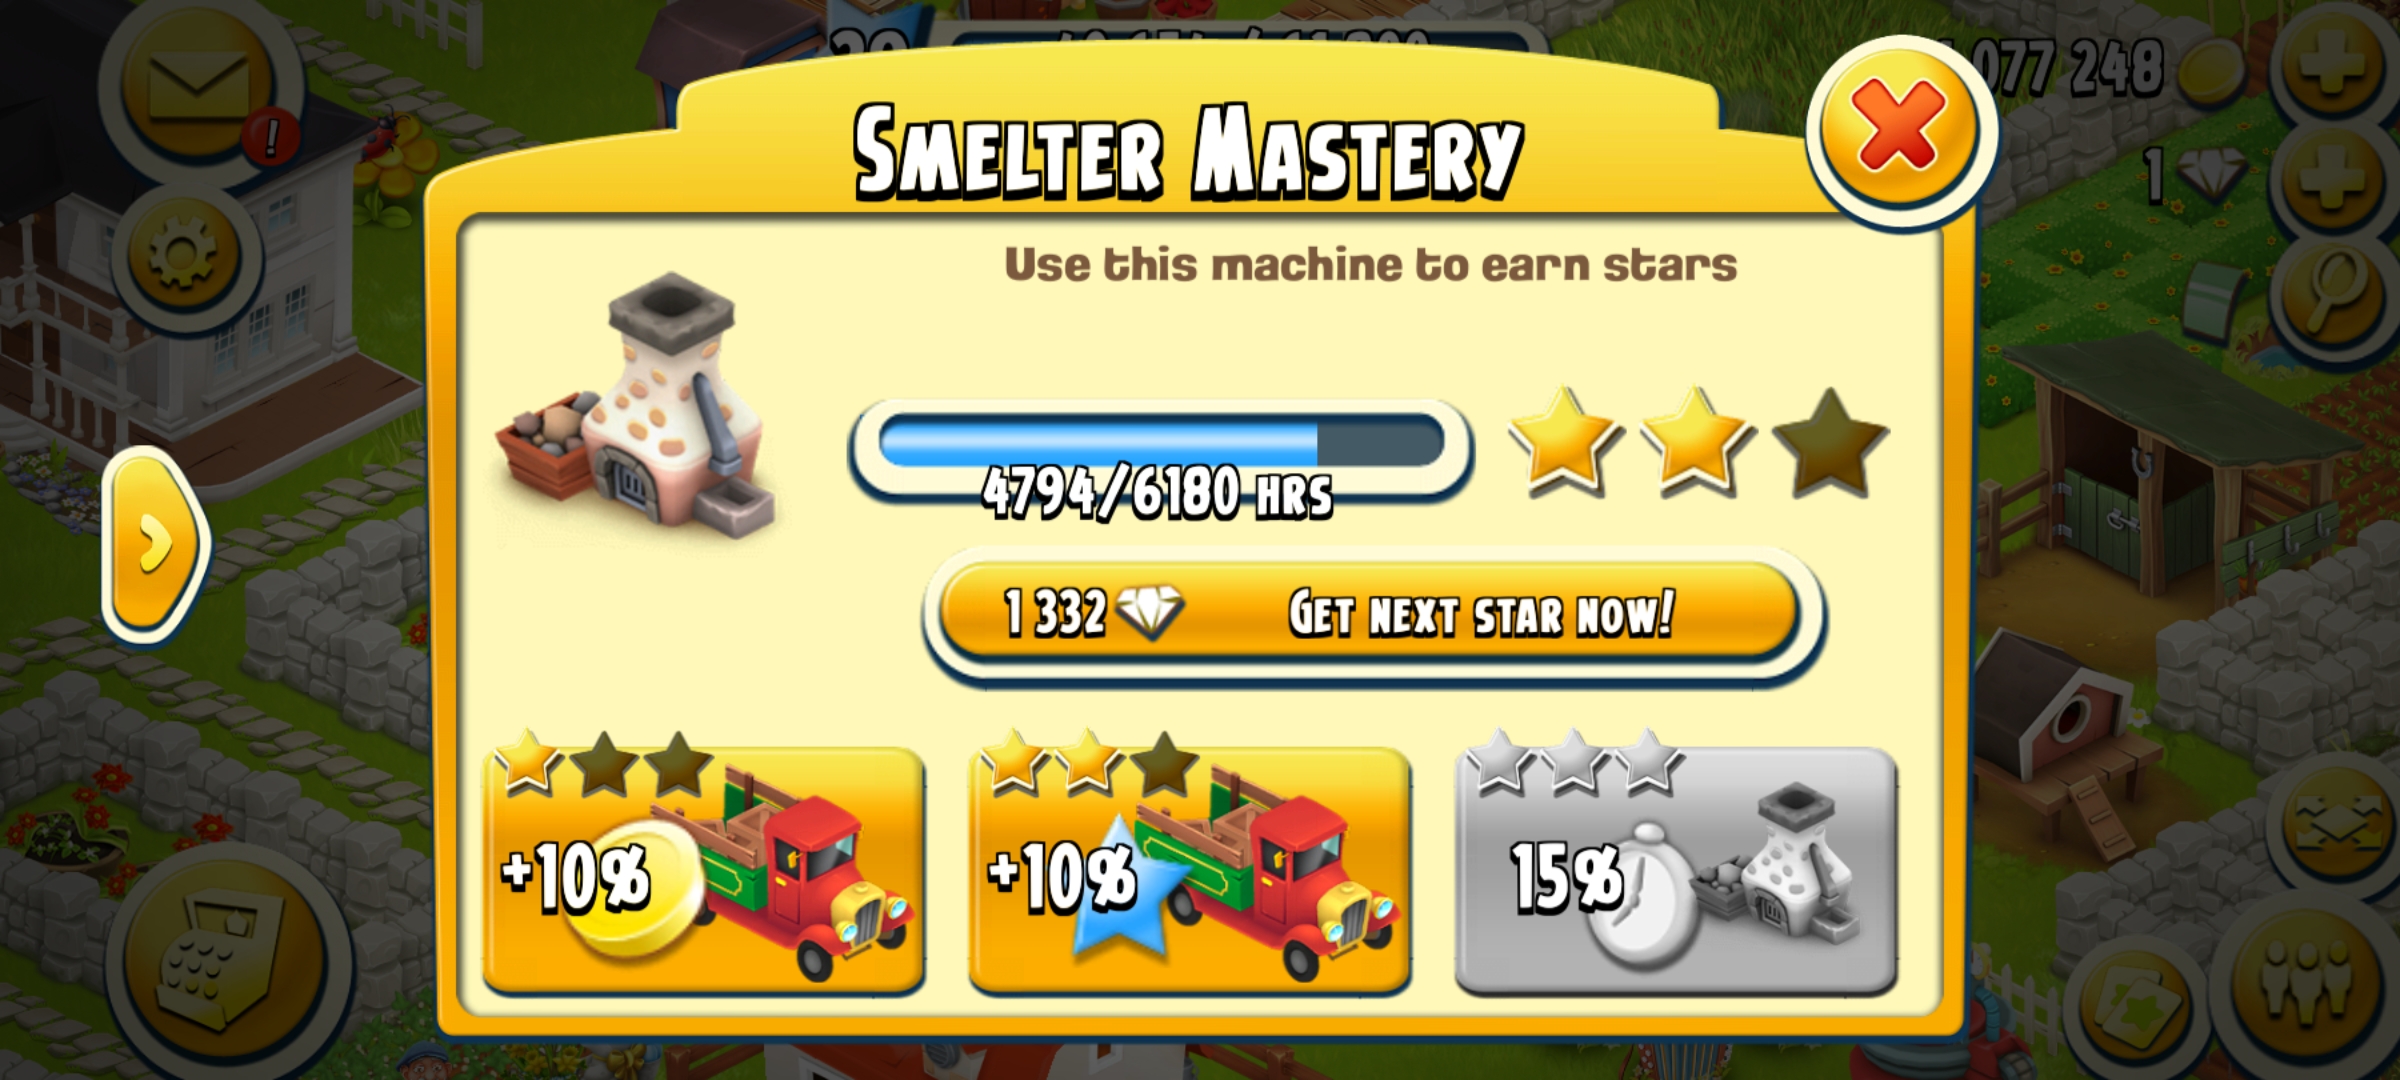 077 248
SMELTER MASTERY
!
1
Use this machine to earn stars
4794/6180 HRS
1 332 GET NEXT STAR NOW!
+10%
+10%
15%